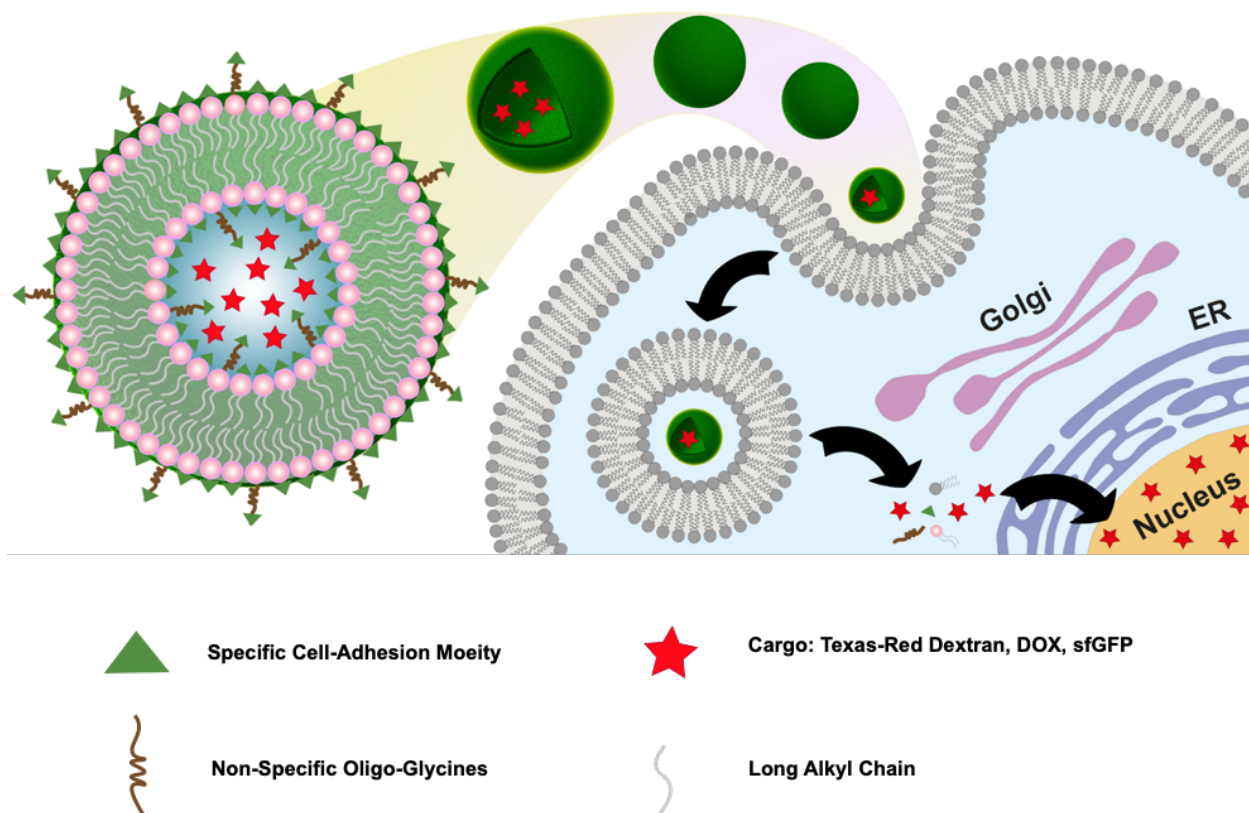 Golgi
ER
Nucleus
Specific Cell-Adhesion Moeity
Cargo: Texas-Red Dextran, DOX, sfGFP
Non-Specific Oligo-Glycines
Long Alkyl Chain